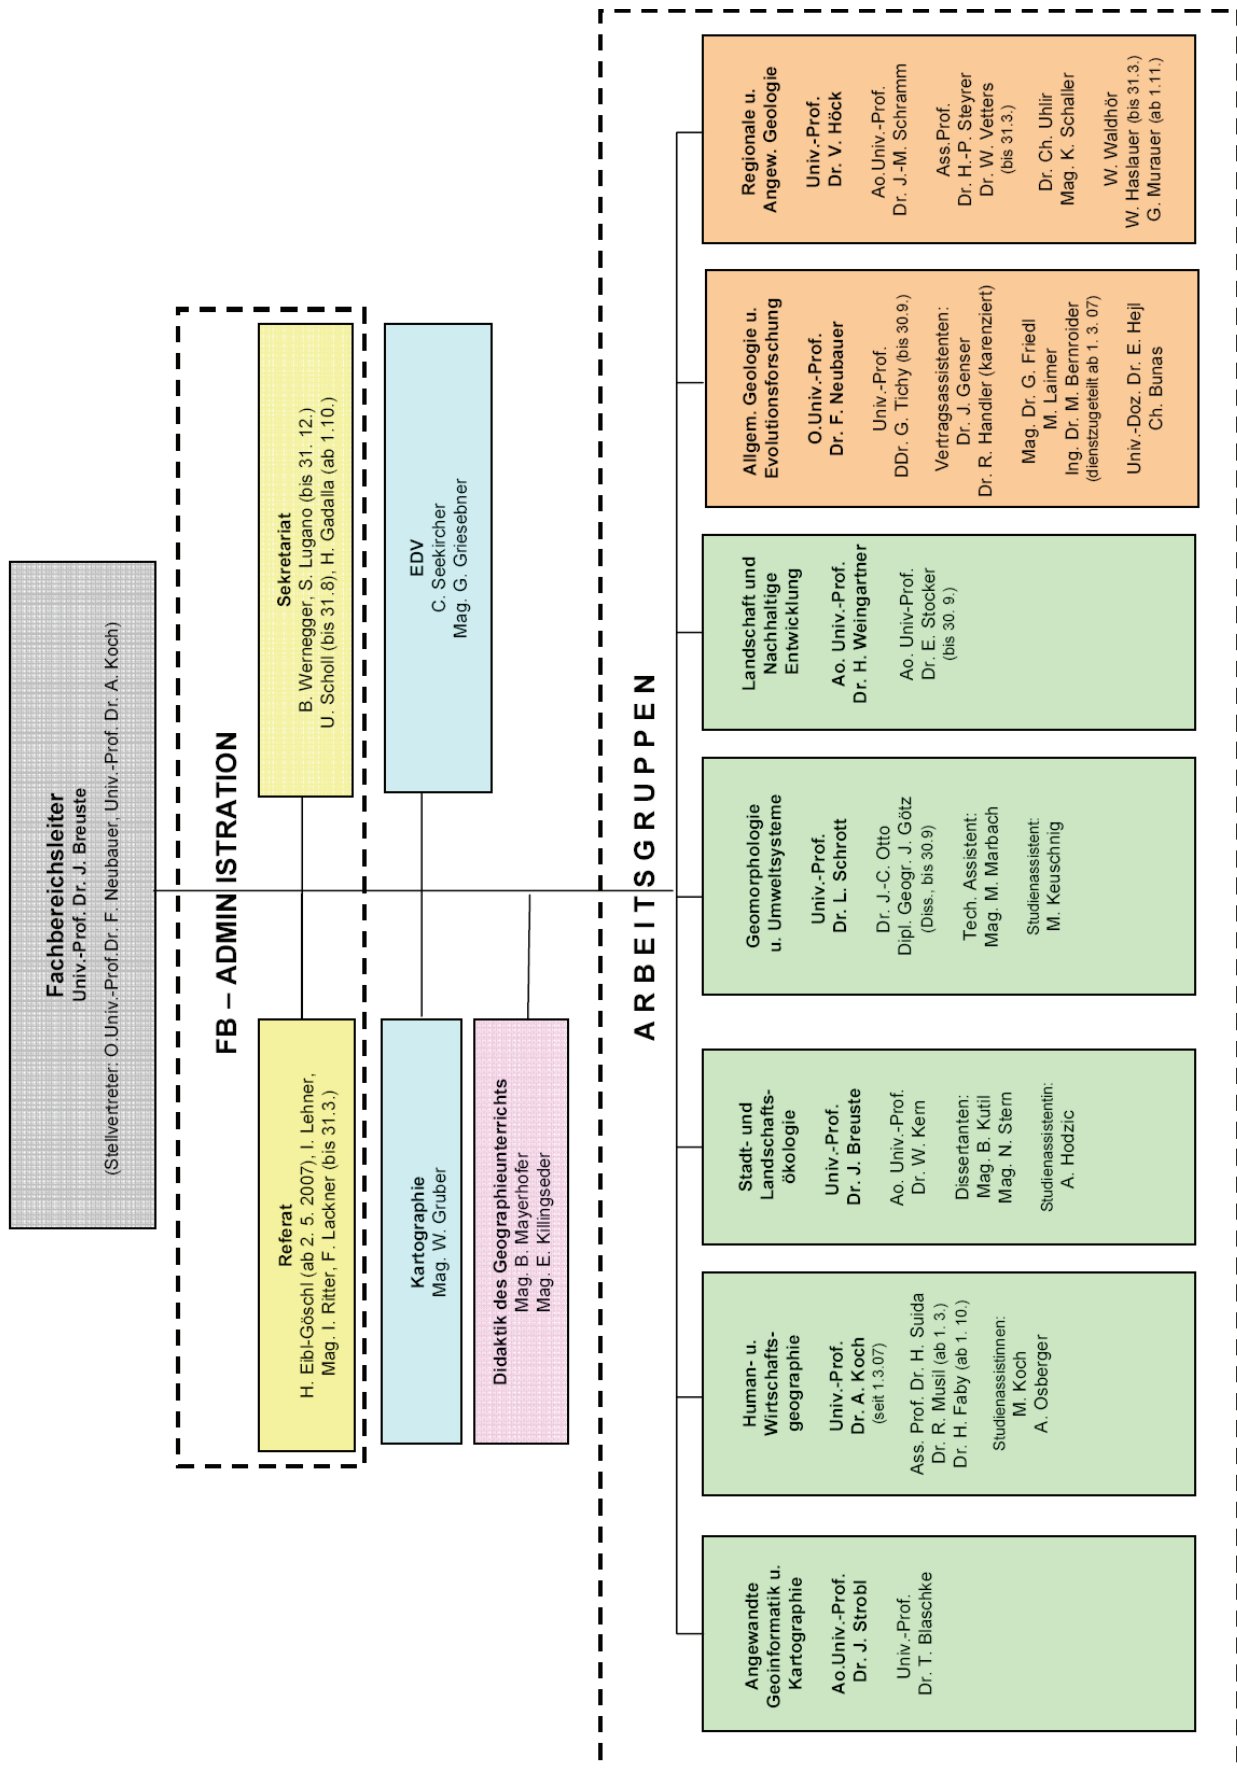 Fachbereichsleiter
Univ.-Prof. Dr. J. Breuste
(Stellvertreter: O.Univ.-Prof.Dr. F. Neubauer, Univ.-Prof. Dr. A. Koch)
FB – ADMINISTRATION
Referat
H. Eibl-Göschl (ab 2. 5. 2007), I. Lehner,
Mag. I. Ritter, F. Lackner (bis 31.3.)
Sekretariat
B. Wernegger, S. Lugano (bis 31. 12.)
U. Scholl (bis 31.8), H. Gadalla (ab 1.10.)
Kartographie
Mag. W. Gruber
EDV
C. Seekircher
Mag. G. Griesebner
Didaktik des Geographieunterrichts
Mag. B. Mayerhofer
Mag. E. Killingseder
ARBEITSGRUPPEN
Angewandte
Geoinformatik u.
Kartographie
Ao.Univ.-Prof.
Dr. J. Strobl
Univ.-Prof.
Dr. T. Blaschke
Human- u.
Wirtschafts-
geographie
Univ.-Prof.
Dr. A. Koch
(seit 1.3.07)
Ass. Prof. Dr. H. Suida
Dr. R. Musil (ab 1. 3.)
Dr. H. Faby (ab 1. 10.)
Studienassistinnen:
M. Koch
A. Osberger
Stadt- und
Landschafts-
ökologie
Univ.-Prof.
Dr. J. Breuste
Ao. Univ.-Prof.
Dr. W. Kern
Dissertanten:
Mag. B. Kutil
Mag. N. Stern
Studienassistentin:
A. Hodzic
Geomorphologie
u. Umweltsysteme
Univ.-Prof.
Dr. L. Schrott
Dr. J.-C. Otto
Dipl. Geogr. J. Götz
(Diss., bis 30.9)
Tech. Assistent:
Mag. M. Marbach
Studienassistent:
M. Keuschnig
Landschaft und
Nachhaltige
Entwicklung
Ao. Univ.-Prof.
Dr. H. Weingartner
Ao. Univ-Prof.
Dr. E. Stocker
(bis 30. 9.)
Allgem. Geologie u.
Evolutionsforschung
O.Univ.-Prof.
Dr. F. Neubauer
Univ.-Prof.
DDr. G. Tichy (bis 30.9.)
Vertragsassistenten:
Dr. J. Genser
Dr. R. Handler (karenziert)
Mag. Dr. G. Friedl
M. Laimer
Ing. Dr. M. Bernroider
(dienstzugeteilt ab 1. 3. 07)
Univ.-Doz. Dr. E. Hejl
Ch. Bunas
Regionale u.
Angew. Geologie
Univ.-Prof.
Dr. V. Höck
Ao.Univ.-Prof.
Dr. J.-M. Schramm
Ass.Prof.
Dr. H.-P. Steyrer
Dr. W. Vetters
(bis 31.3.)
Dr. Ch. Uhlir
Mag. K. Schaller
W. Waldhör
W. Haslauer (bis 31.3.)
G. Murauer (ab 1.11.)